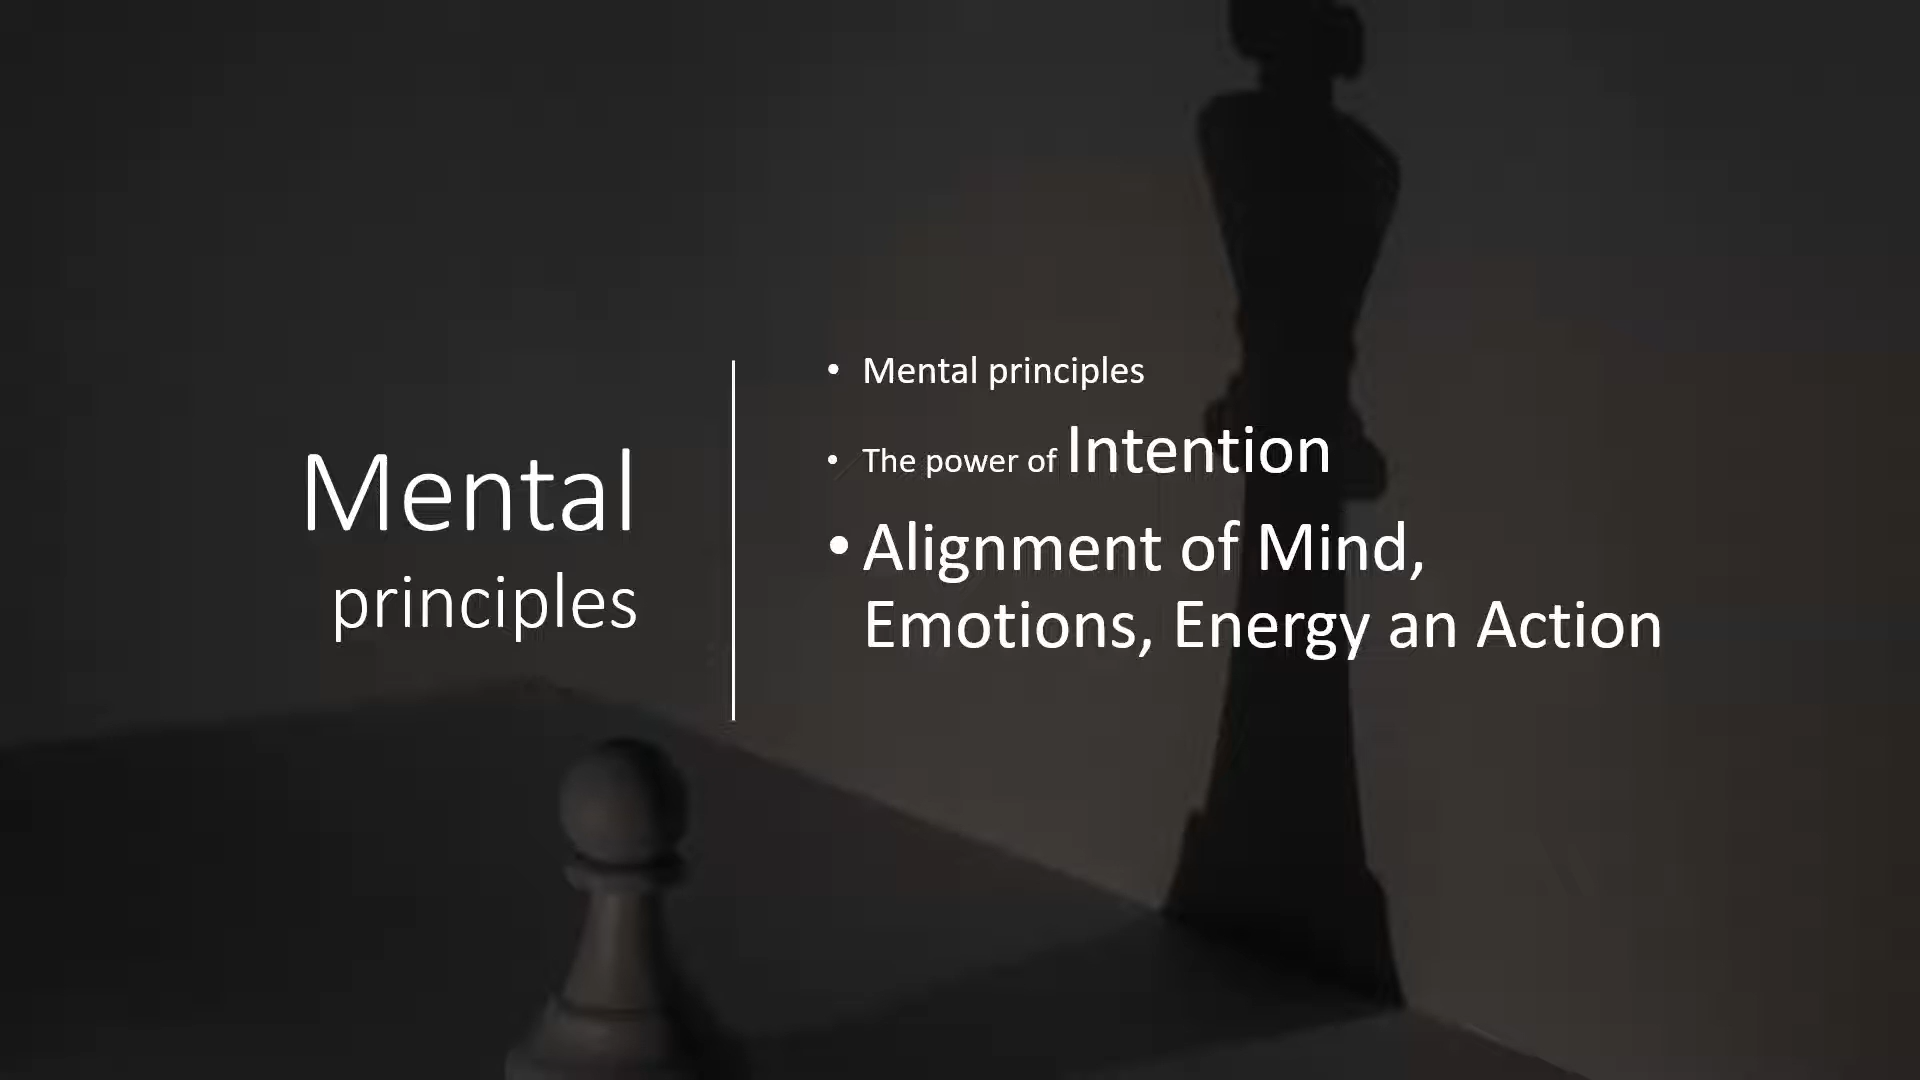 Mental
principles
• Mental principles
• The power of Intention
• Alignment of Mind,
Emotions, Energy an Action